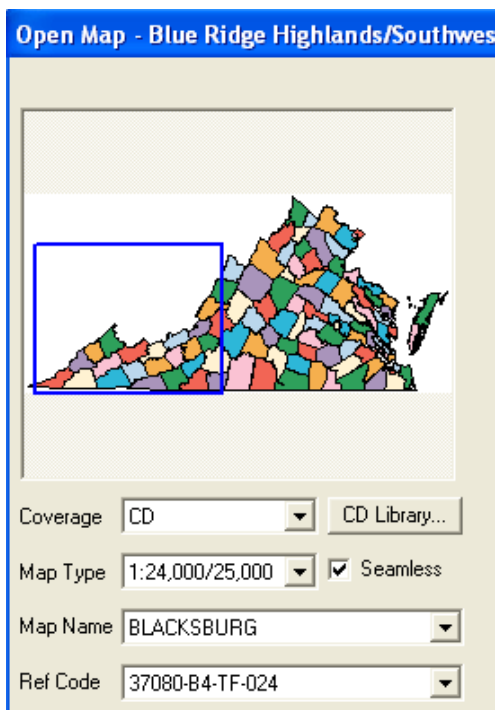 Open Map - Blue Ridge Highlands/Southwes
Coverage CD CD Library...
Map Type 1:24,000/25,000 Seamless
Map Name BLACKSBURG
Ref Code 37080-B4-TF-024